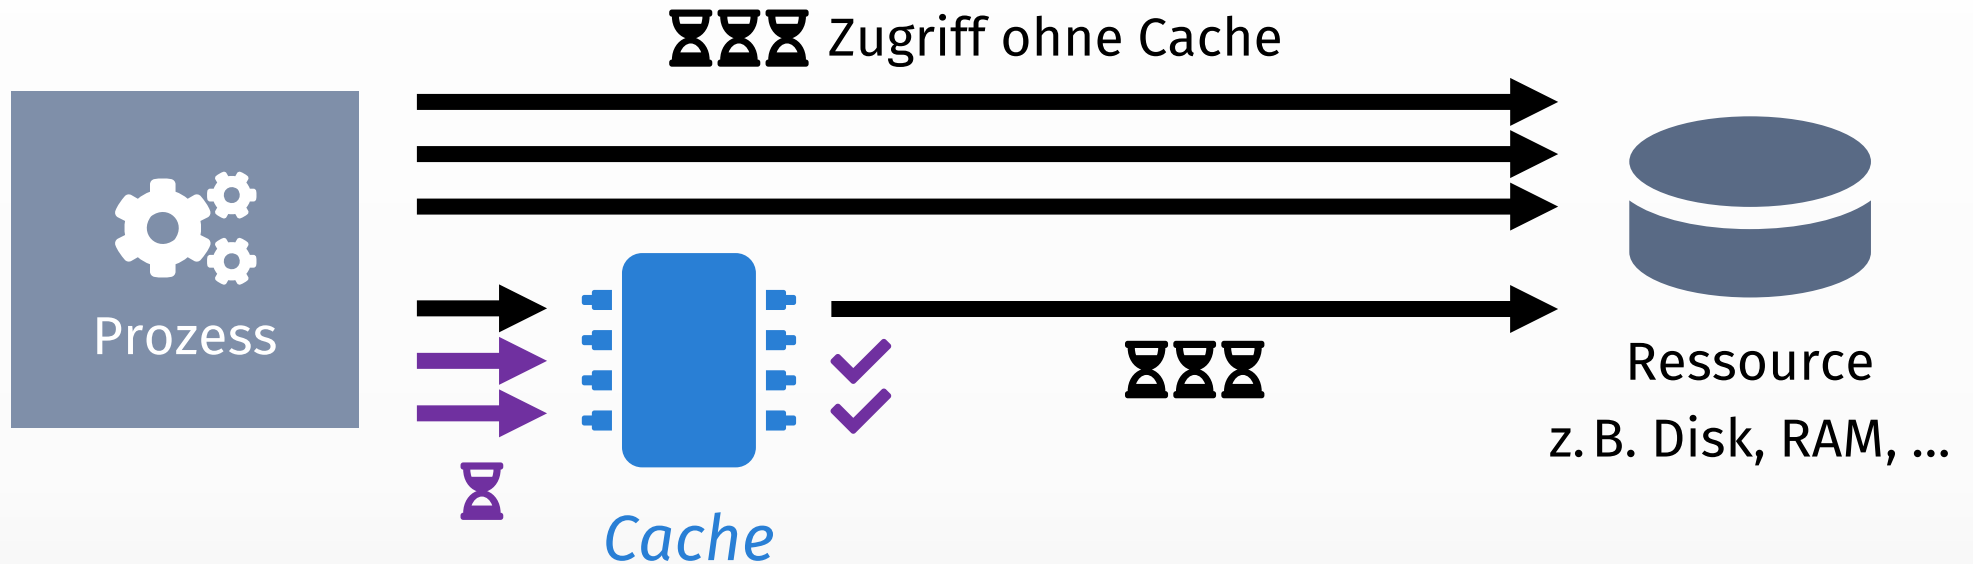 Zugriff ohne Cache
Prozess
Cache
Ressource
z. B. Disk, RAM, ...